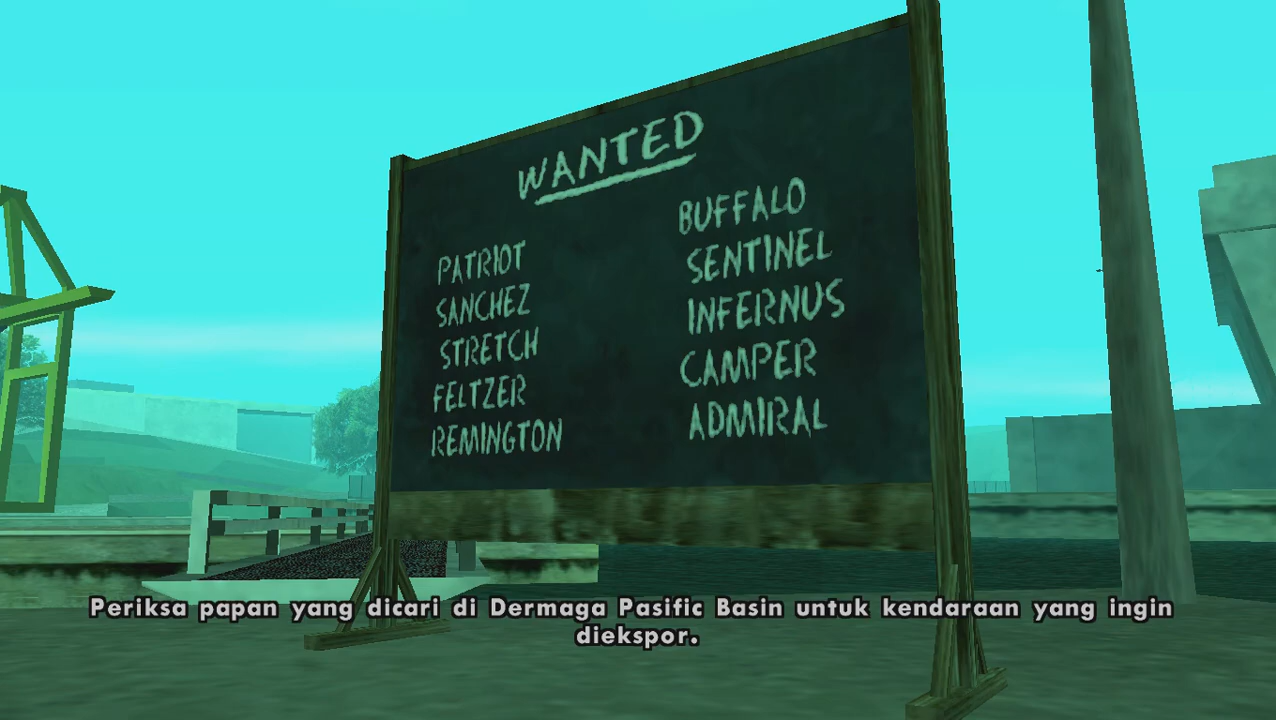 WANTED
PATRIOT
SANCHEZ
STRETCH
FELTZER
REMINGTON
BUFFALO
SENTINEL
INFERNUS
CAMPER
ADMIRAL
Periksa papan yang dicari di Dermaga Pasific Basin untuk kendaraan yang ingin
diekspor.